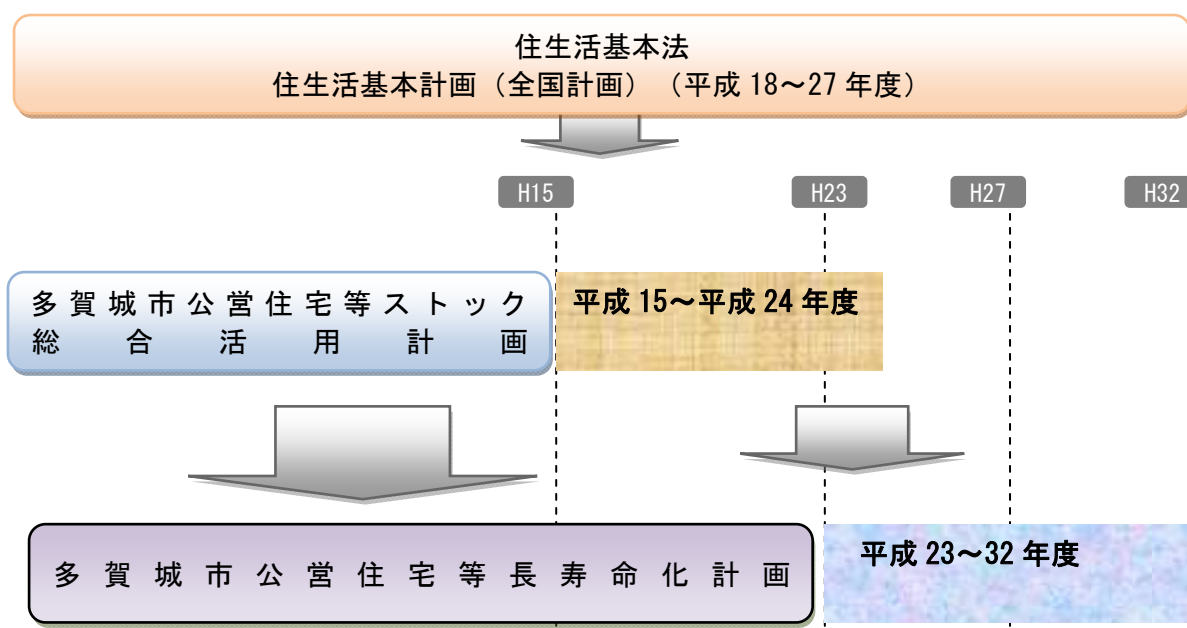 住生活基本法
住生活基本計画（全国計画）（平成 18～27 年度）
H15
H23
H27
H32
多賀城市公営住宅等ストック
総合活用計画
平成 15～平成 24 年度
多賀城市公営住宅等長寿命化計画
平成 23～32 年度